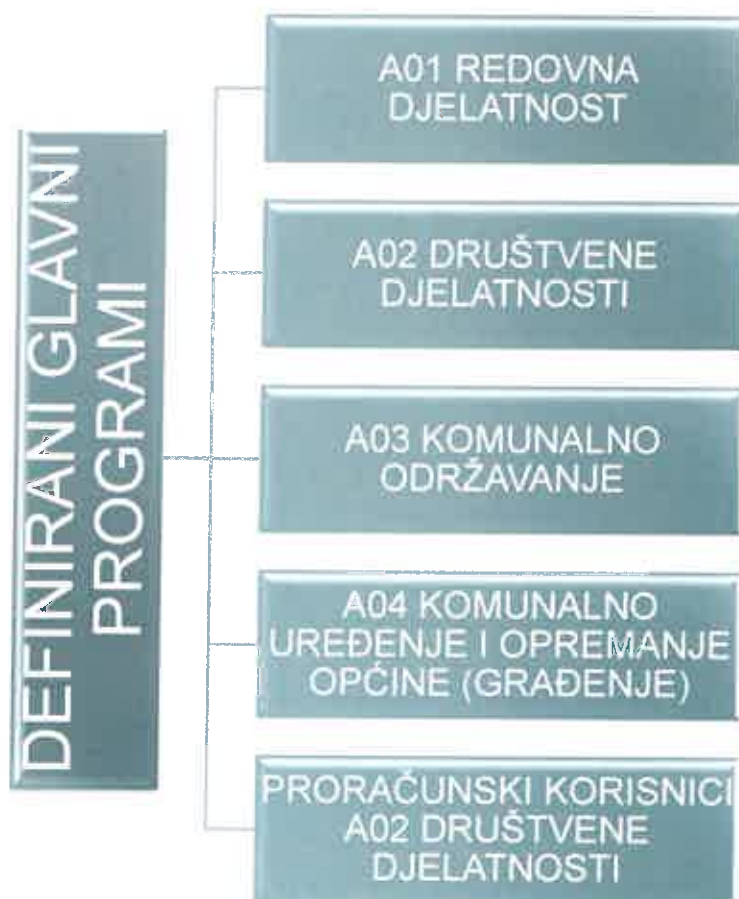 DEFINIRANI GLAVNI
PROGRAMI
A01 REDOVNA
DJELATNOST
A02 DRUŠTVENE
DJELATNOSTI
A03 KOMUNALNO
ODRŽAVANJE
A04 KOMUNALNO
UREĐENJE I OPREMANJE
OPĆINE (GRAĐENJE)
PRORAČUNSKI KORISNICI
A02 DRUŠTVENE
DJELATNOSTI